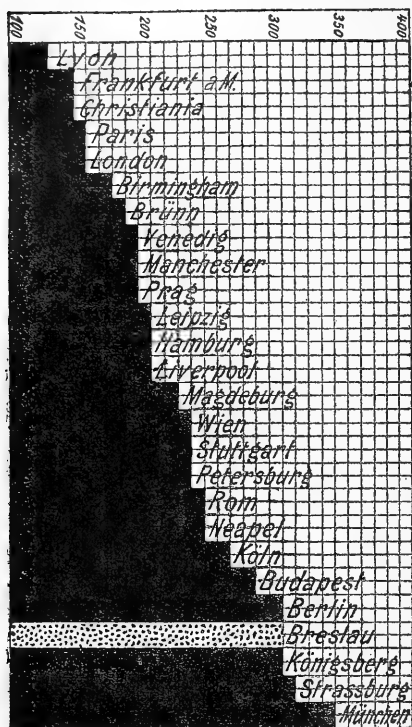 100 150 200 250 300 350 400
Lyon
Frankfurt a.M.
Christiania
Paris
London
Birmingham
Brünn
Venedig
Manchester
Prag
Leipzig
Hamburg
Liverpool
Magdeburg
Wien
Stuttgart
Petersburg
Rom
Neapel
Köln
Budapest
Berlin
Breslau
Königsberg
Strassburg
München